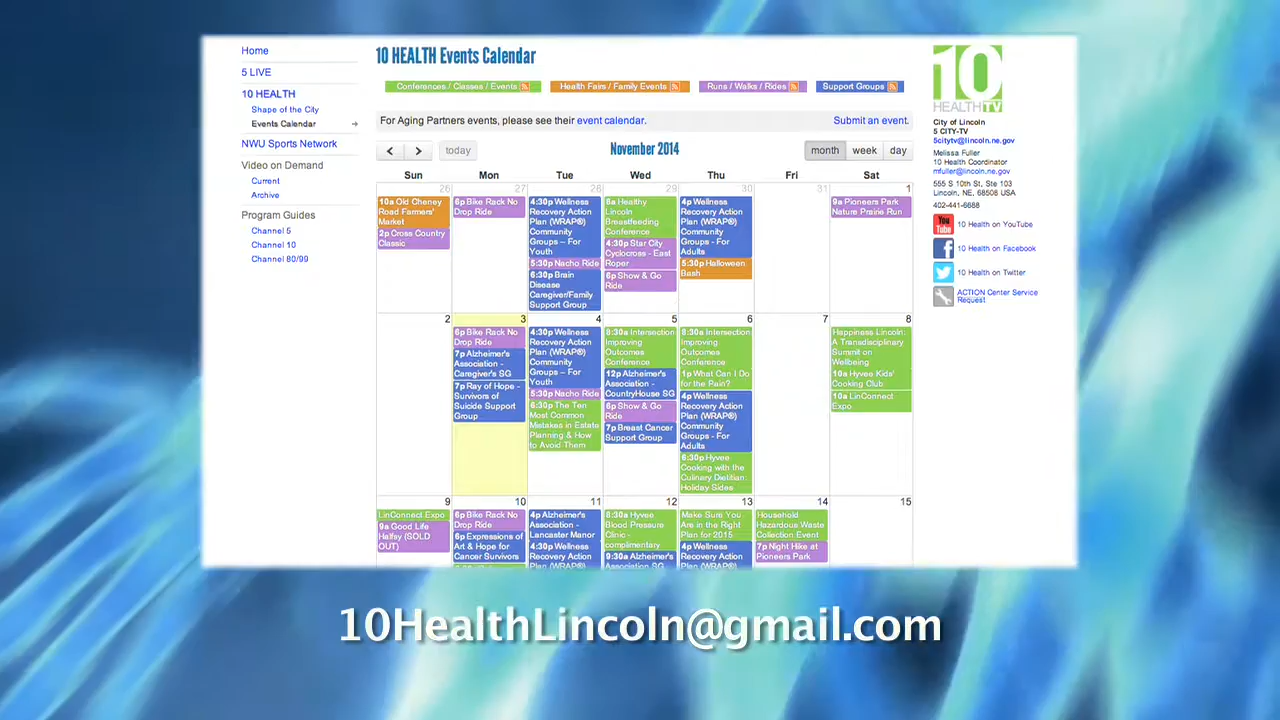 Home
5 LIVE
10 HEALTH
Shape of the City
Events Calendar
NWU Sports Network
Video on Demand
Current
Archive
Program Guides
Channel 5
Channel 10
Channel 80/99
10 HEALTH Events Calendar
Conferences / Classes / Events
Health Fairs / Family Events
Runs / Walks / Rides
Support Groups
For Aging Partners events, please see their event calendar.
Submit an event.
today
November 2014
month week day
Sun Mon Tue Wed Thu Fri Sat
26 27 28 29 30 31 1
10a Old Cheney
Road Farmers'
Market
2p Cross Country
Classic
6p Bike Rack No
Drop Ride
4:30p Wellness
Recovery Action
Plan (WRAP®)
Community
Groups – For
Youth
5:30p Nacho Ride
6:30p Brain
Disease
Caregiver/Family
Support Group
8a Healthy
Lincoln
Breastfeeding
Conference
4:30p Star City
Cyclocross - East
Roper
6p Show & Go
Ride
4p Wellness
Recovery Action
Plan (WRAP®)
Community
Groups - For
Adults
5:30p Halloween
Bash
9a Pioneers Park
Nature Prairie Run
2 3 4 5 6 7 8
6p Bike Rack No
Drop Ride
7p Alzheimer's
Association -
Caregiver's SG
7p Ray of Hope -
Survivors of
Suicide Support
Group
4:30p Wellness
Recovery Action
Plan (WRAP®)
Community
Groups – For
Youth
5:30p Nacho Ride
6:30p The Ten
Most Common
Mistakes in Estate
Planning & How
to Avoid Them
8:30a Intersection
Improving
Outcomes
Conference
12p Alzheimer's
Association -
CountryHouse SG
6p Show & Go
Ride
7p Breast Cancer
Support Group
8:30a Intersection
Improving
Outcomes
Conference
1p What Can I Do
for the Pain?
4p Wellness
Recovery Action
Plan (WRAP®)
Community
Groups - For
Adults
6:30p Hyvee
Cooking with the
Culinary Dietitian:
Holiday Sides
Happiness Lincoln:
A Transdisciplinary
Summit on
Wellbeing
10a Hyvee Kids'
Cooking Club
10a LinConnect
Expo
9 10 11 12 13 14 15
LinConnect Expo
9a Good Life
Halfsy (SOLD
OUT)
6p Bike Rack No
Drop Ride
6p Expressions of
Art & Hope for
Cancer Survivors
4p Alzheimer's
Association -
Lancaster Manor
4:30p Wellness
Recovery Action
Plan (WRAP®)
8:30a Hyvee
Blood Pressure
Clinic -
complimentary
9:30a Alzheimer's
Association SG
Make Sure You
Are in the Right
Plan for 2015
4p Wellness
Recovery Action
Plan (WRAP®)
Household
Hazardous Waste
Collection Event
7p Night Hike at
Pioneers Park
10
HEALTH TV
City of Lincoln
5 CITY-TV
5citytv@lincoln.ne.gov
Melissa Fuller
10 Health Coordinator
mfuller@lincoln.ne.gov
555 S 10th St, Ste 103
Lincoln, NE, 68508 USA
402-441-6688
You
Tube
10 Health on YouTube
10 Health on Facebook
10 Health on Twitter
ACTION Center Service
Request
10HealthLincoln@gmail.com